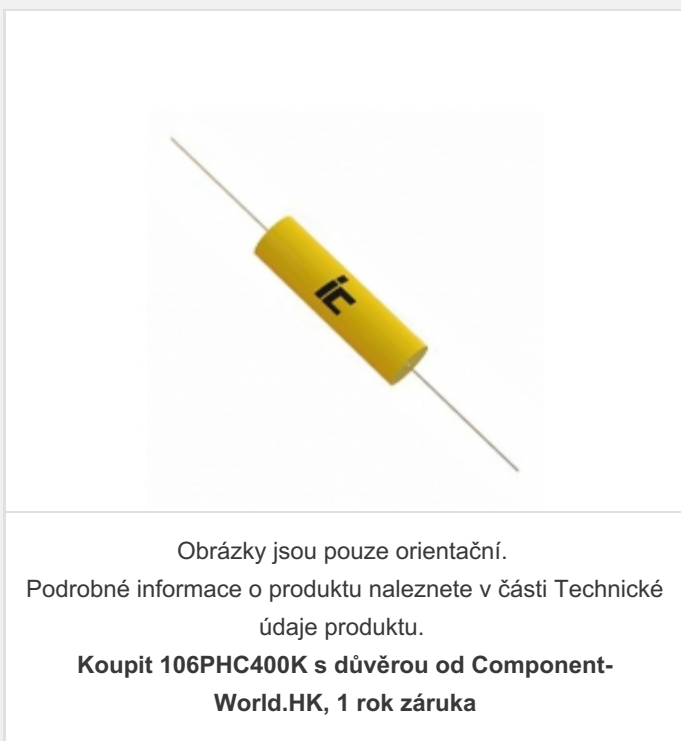 ic
Obrázky jsou pouze orientační.
Podrobné informace o produktu naleznete v části Technické
údaje produktu.
Koupit 106PHC400K s důvěrou od Component-
World.HK, 1 rok záruka